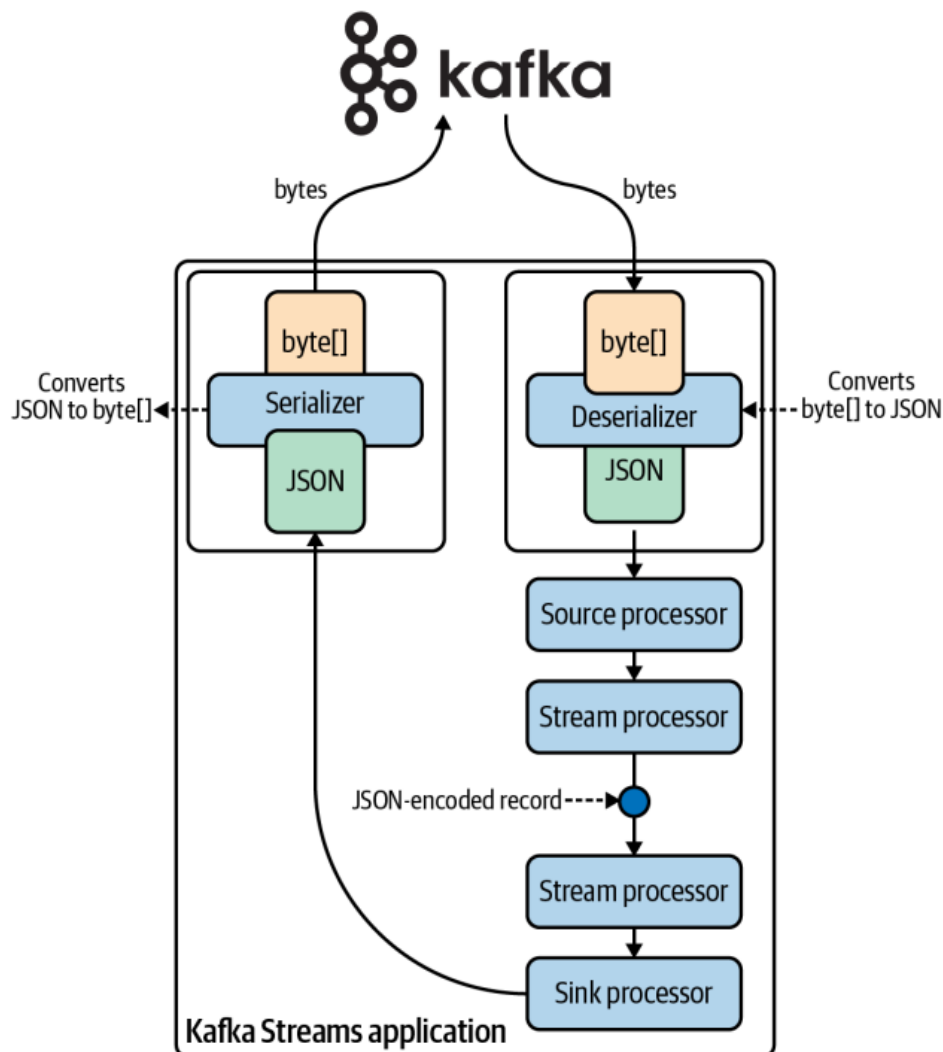 kafka
bytes
bytes
byte[]
byte[]
Converts
JSON to byte[]
Serializer
Deserializer
Converts
byte[] to JSON
JSON
JSON
Source processor
Stream processor
JSON-encoded record
Stream processor
Sink processor
Kafka Streams application